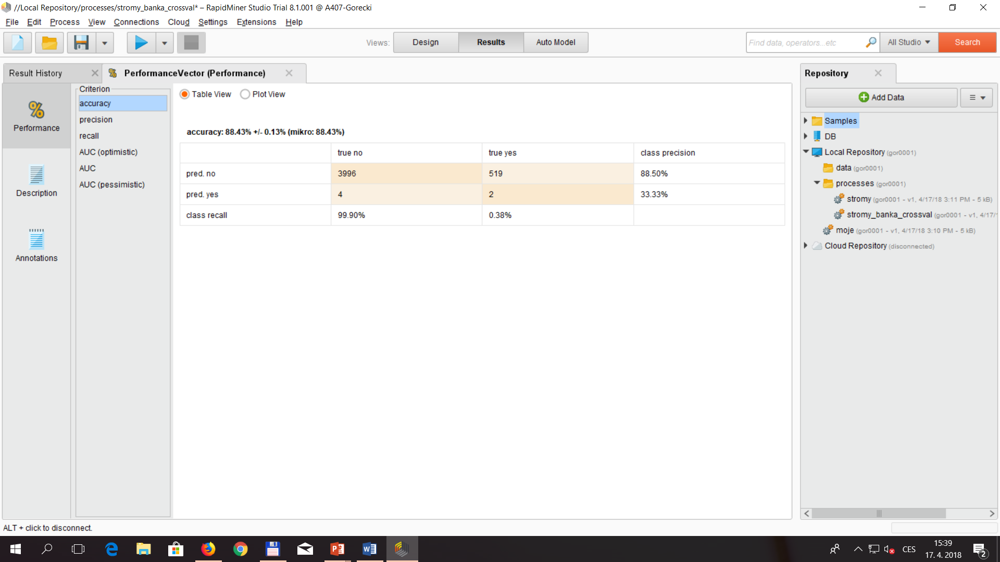 //Local Repository/processes/stromy_banka_crossval* – RapidMiner Studio Trial 8.1.001 @ A407-Gorecki
File Edit Process View Connections Cloud Settings Extensions Help
Views: Design Results Auto Model
Find data, operators...etc All Studio Search
Result History PerformanceVector (Performance)
Performance
Description
Annotations
Criterion
accuracy
precision
recall
AUC (optimistic)
AUC
AUC (pessimistic)
Table View Plot View
accuracy: 88.43% +/- 0.13% (mikro: 88.43%)
true no true yes class precision
pred. no 3996 519 88.50%
pred. yes 4 2 33.33%
class recall 99.90% 0.38%
Repository
Add Data
Samples
DB
Local Repository (gor0001)
data (gor0001)
processes (gor0001)
stromy (gor0001 - v1, 4/17/18 3:11 PM - 5 kB)
stromy_banka_crossval (gor0001 - v1, 4/17/
moje (gor0001 - v1, 4/17/18 3:10 PM - 5 kB)
Cloud Repository (disconnected)
ALT + click to disconnect.
CES
15:39
17. 4. 2018
2